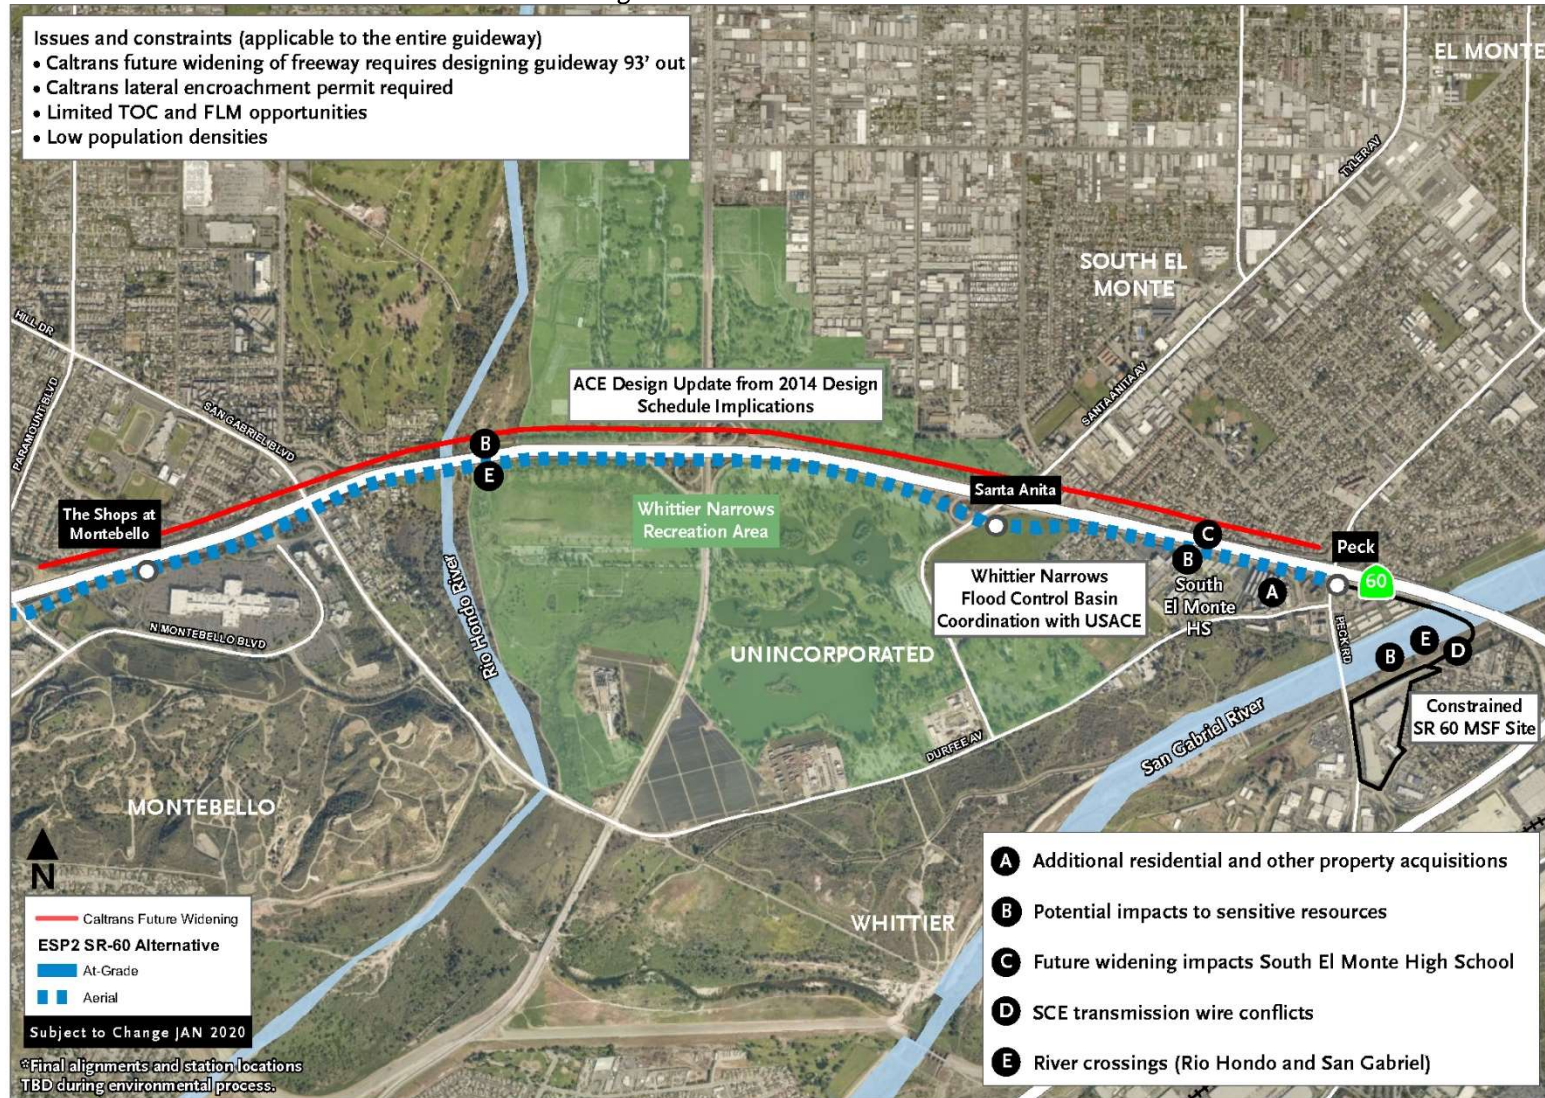 Issues and constraints (applicable to the entire guideway)
• Caltrans future widening of freeway requires designing guideway 93' out
• Caltrans lateral encroachment permit required
• Limited TOC and FLM opportunities
• Low population densities
EL MONTE
TYLER AV
SOUTH EL
MONTE
HILL DR
PARAMOUNT BLVD
SAN GABRIEL BLVD
SANTA ANITA AV
ACE Design Update from 2014 Design
Schedule Implications
B
E
The Shops at
Montebello
Whittier Narrows
Recreation Area
Santa Anita
C
B
Peck
60
A
South
El Monte
HS
Whittier Narrows
Flood Control Basin
Coordination with USACE
N MONTEBELLO BLVD
Rio Hondo River
UNINCORPORATED
PECK RD
B
E
D
Constrained
SR 60 MSF Site
San Gabriel River
DURFEE AV
MONTEBELLO
WHITTIER
N
Caltrans Future Widening
ESP2 SR-60 Alternative
At-Grade
Aerial
Subject to Change JAN 2020
*Final alignments and station locations
TBD during environmental process.
A Additional residential and other property acquisitions
B Potential impacts to sensitive resources
C Future widening impacts South El Monte High School
D SCE transmission wire conflicts
E River crossings (Rio Hondo and San Gabriel)